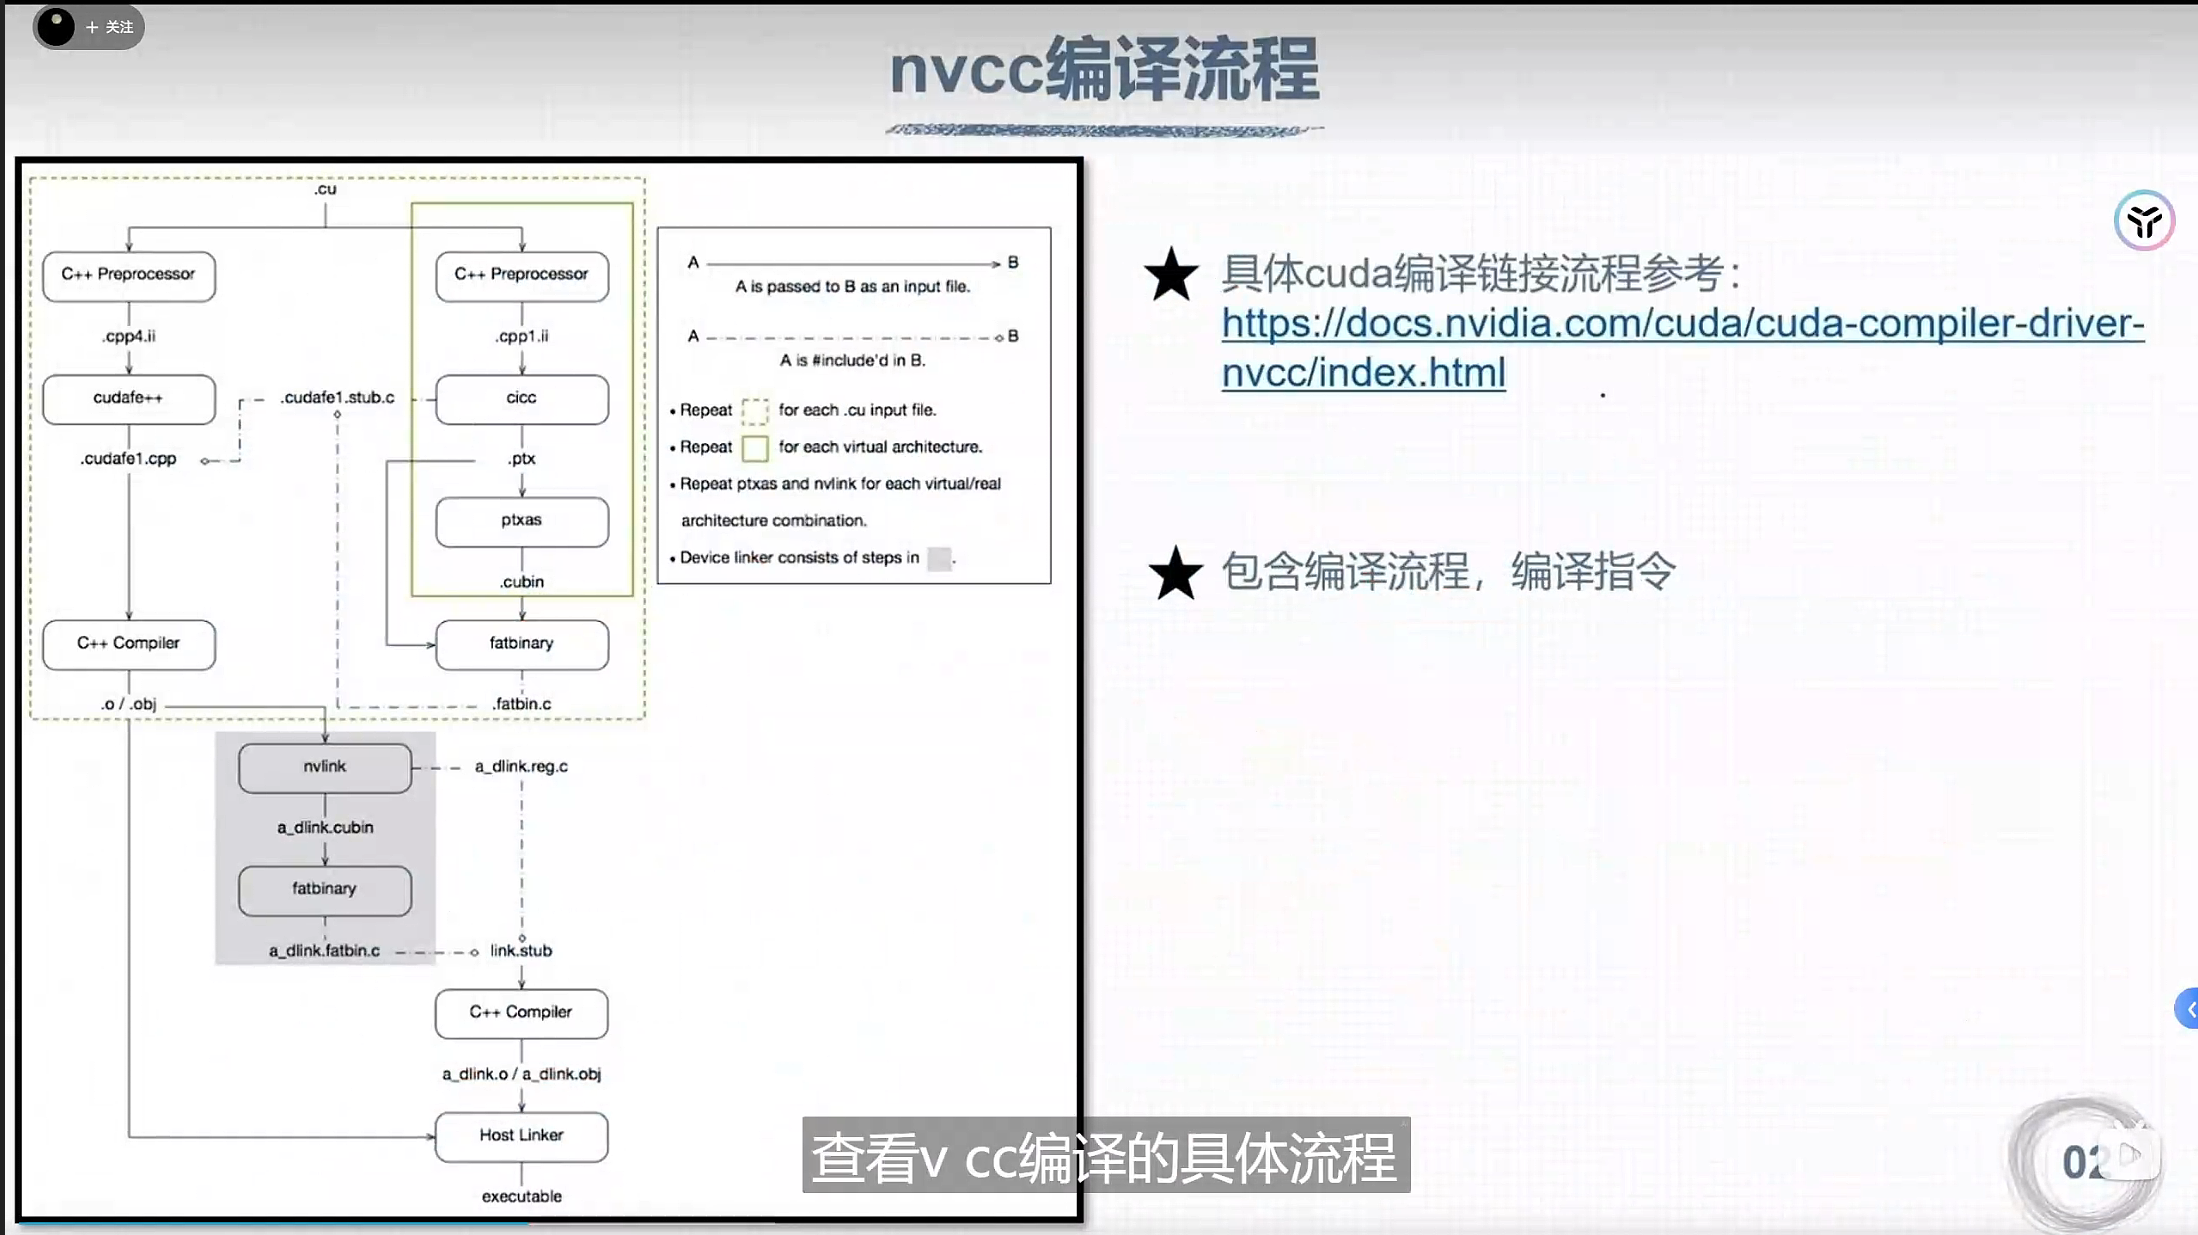 + 关注
nvcc编译流程
.cu
C++ Preprocessor
C++ Preprocessor
.cpp4.ii
.cpp1.ii
cudafe++
.cudafe1.stub.c
cicc
.cudafe1.cpp
.ptx
ptxas
.cubin
C++ Compiler
fatbinary
.o / .obj
.fatbin.c
nvlink
a_dlink.reg.c
a_dlink.cubin
fatbinary
a_dlink.fatbin.c
link.stub
C++ Compiler
a_dlink.o / a_dlink.obj
Host Linker
executable
A B
A is passed to B as an input file.
A B
A is #include'd in B.
• Repeat for each .cu input file.
• Repeat for each virtual architecture.
• Repeat ptxas and nvlink for each virtual/real
architecture combination.
• Device linker consists of steps in .
★ 具体cuda编译链接流程参考：
https://docs.nvidia.com/cuda/cuda-compiler-driver-
nvcc/index.html
★ 包含编译流程，编译指令
查看v cc编译的具体流程
02